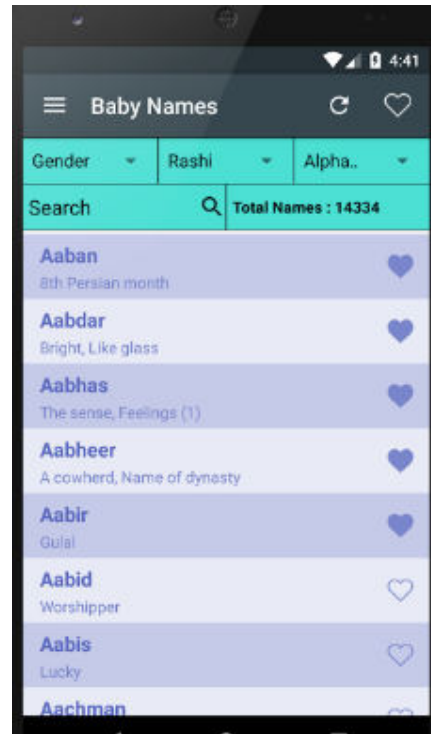 4:41
Baby Names
Gender Rashi Alpha..
Search Total Names : 14334
Aaban
8th Persian month
Aabdar
Bright, Like glass
Aabhas
The sense, Feelings (1)
Aabheer
A cowherd, Name of dynasty
Aabir
Gulal
Aabid
Worshipper
Aabis
Lucky
Aachman